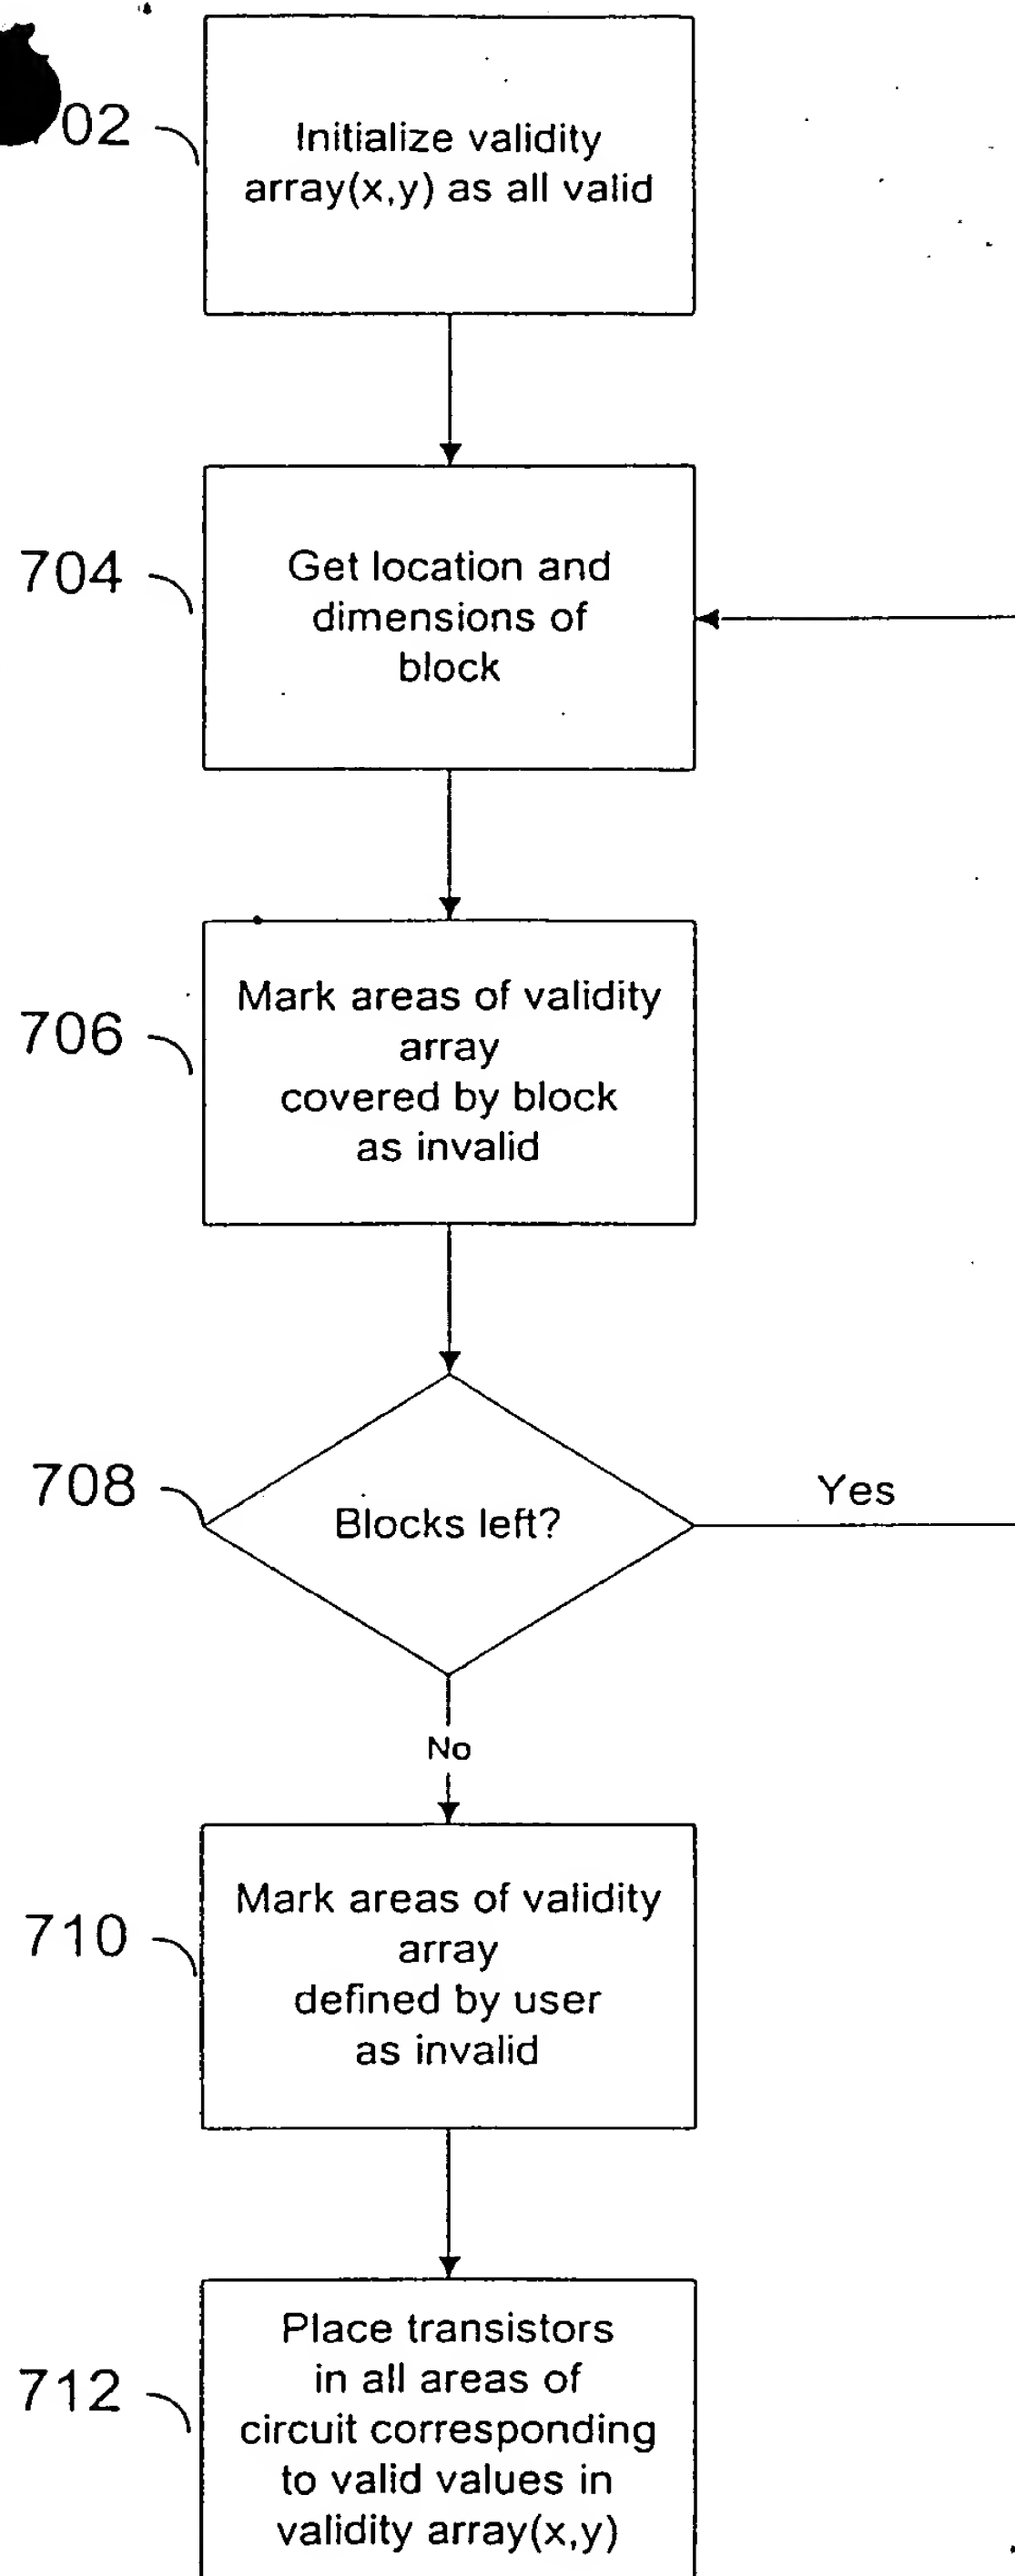 02
Initialize validity
array(x,y) as all valid
704
Get location and
dimensions of
block
706
Mark areas of validity
array
covered by block
as invalid
708
Blocks left?
Yes
No
710
Mark areas of validity
array
defined by user
as invalid
712
Place transistors
in all areas of
circuit corresponding
to valid values in
validity array(x,y)